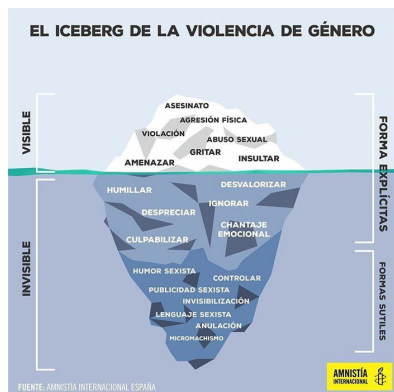 EL ICEBERG DE LA VIOLENCIA DE GÉNERO
VISIBLE
ASESINATO
AGRESIÓN FÍSICA
VIOLACIÓN
ABUSO SEXUAL
GRITAR
AMENAZAR
INSULTAR
FORMA EXPLÍCITAS
INVISIBLE
HUMILLAR
DESVALORIZAR
IGNORAR
DESPRECIAR
CHANTAJE
EMOCIONAL
CULPABILIZAR
FORMAS SUTILES
HUMOR SEXISTA
CONTROLAR
PUBLICIDAD SEXISTA
INVISIBILIZACIÓN
LENGUAJE SEXISTA
ANULACIÓN
MICROMACHISMO
FUENTE: AMNISTÍA INTERNACIONAL ESPAÑA
AMNISTÍA
INTERNACIONAL